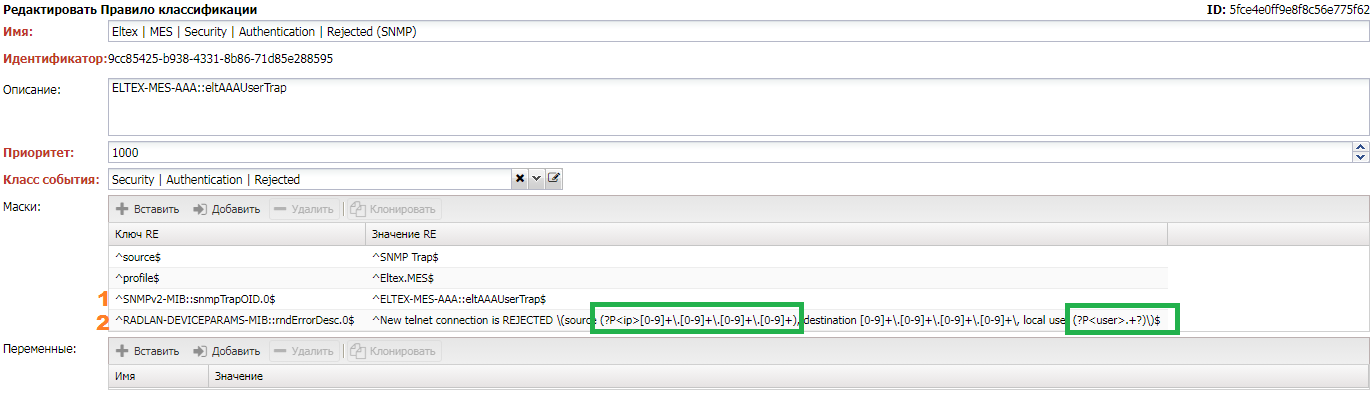 Редактировать Правило классификации ID: 5fce4e0ff9e8f8c56e775f62
Имя: Eltex | MES | Security | Authentication | Rejected (SNMP)
Идентификатор: 9cc85425-b938-4331-8b86-71d85e288595
Описание: ELTEX-MES-AAA::eltAAAUserTrap
Приоритет: 1000
Класс события: Security | Authentication | Rejected
Маски: Вставить Добавить Удалить Клонировать
Ключ RE Значение RE
^source$ ^SNMP Trap$
^profile$ ^Eltex.MES$
1 ^SNMPv2-MIB::snmpTrapOID.0$ ^ELTEX-MES-AAA::eltAAAUserTrap$
2 ^RADLAN-DEVICEPARAMS-MIB::rndErrorDesc.0$ ^New telnet connection is REJECTED \(source (?P<ip>[0-9]+\.[0-9]+\.[0-9]+\.[0-9]+), destination [0-9]+\.[0-9]+\.[0-9]+\.[0-9]+\, local user (?P<user>.+?)\)$
Переменные: Вставить Добавить Удалить Клонировать
Имя Значение